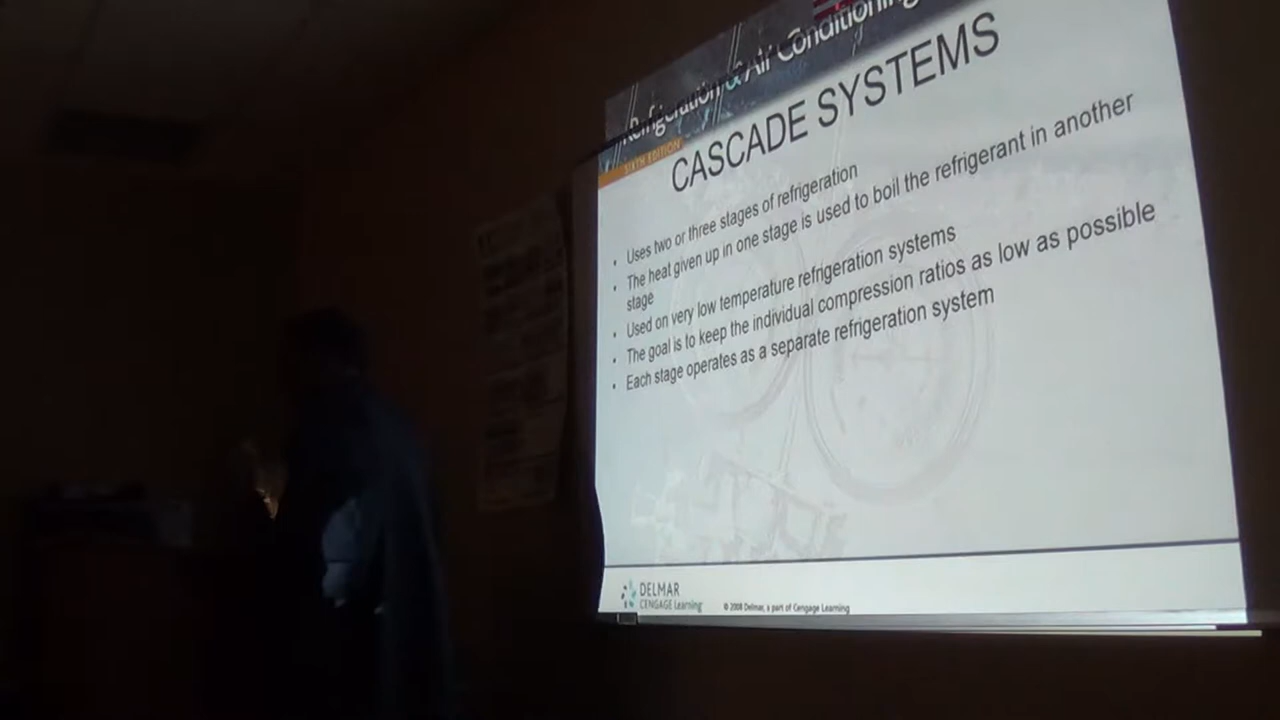 Refrigeration & Air Conditioning
SIXTH EDITION
CASCADE SYSTEMS
• Uses two or three stages of refrigeration
• The heat given up in one stage is used to boil the refrigerant in another
stage
• Used on very low temperature refrigeration systems
• The goal is to keep the individual compression ratios as low as possible
• Each stage operates as a separate refrigeration system
DELMAR
CENGAGE Learning
© 2008 Delmar, a part of Cengage Learning